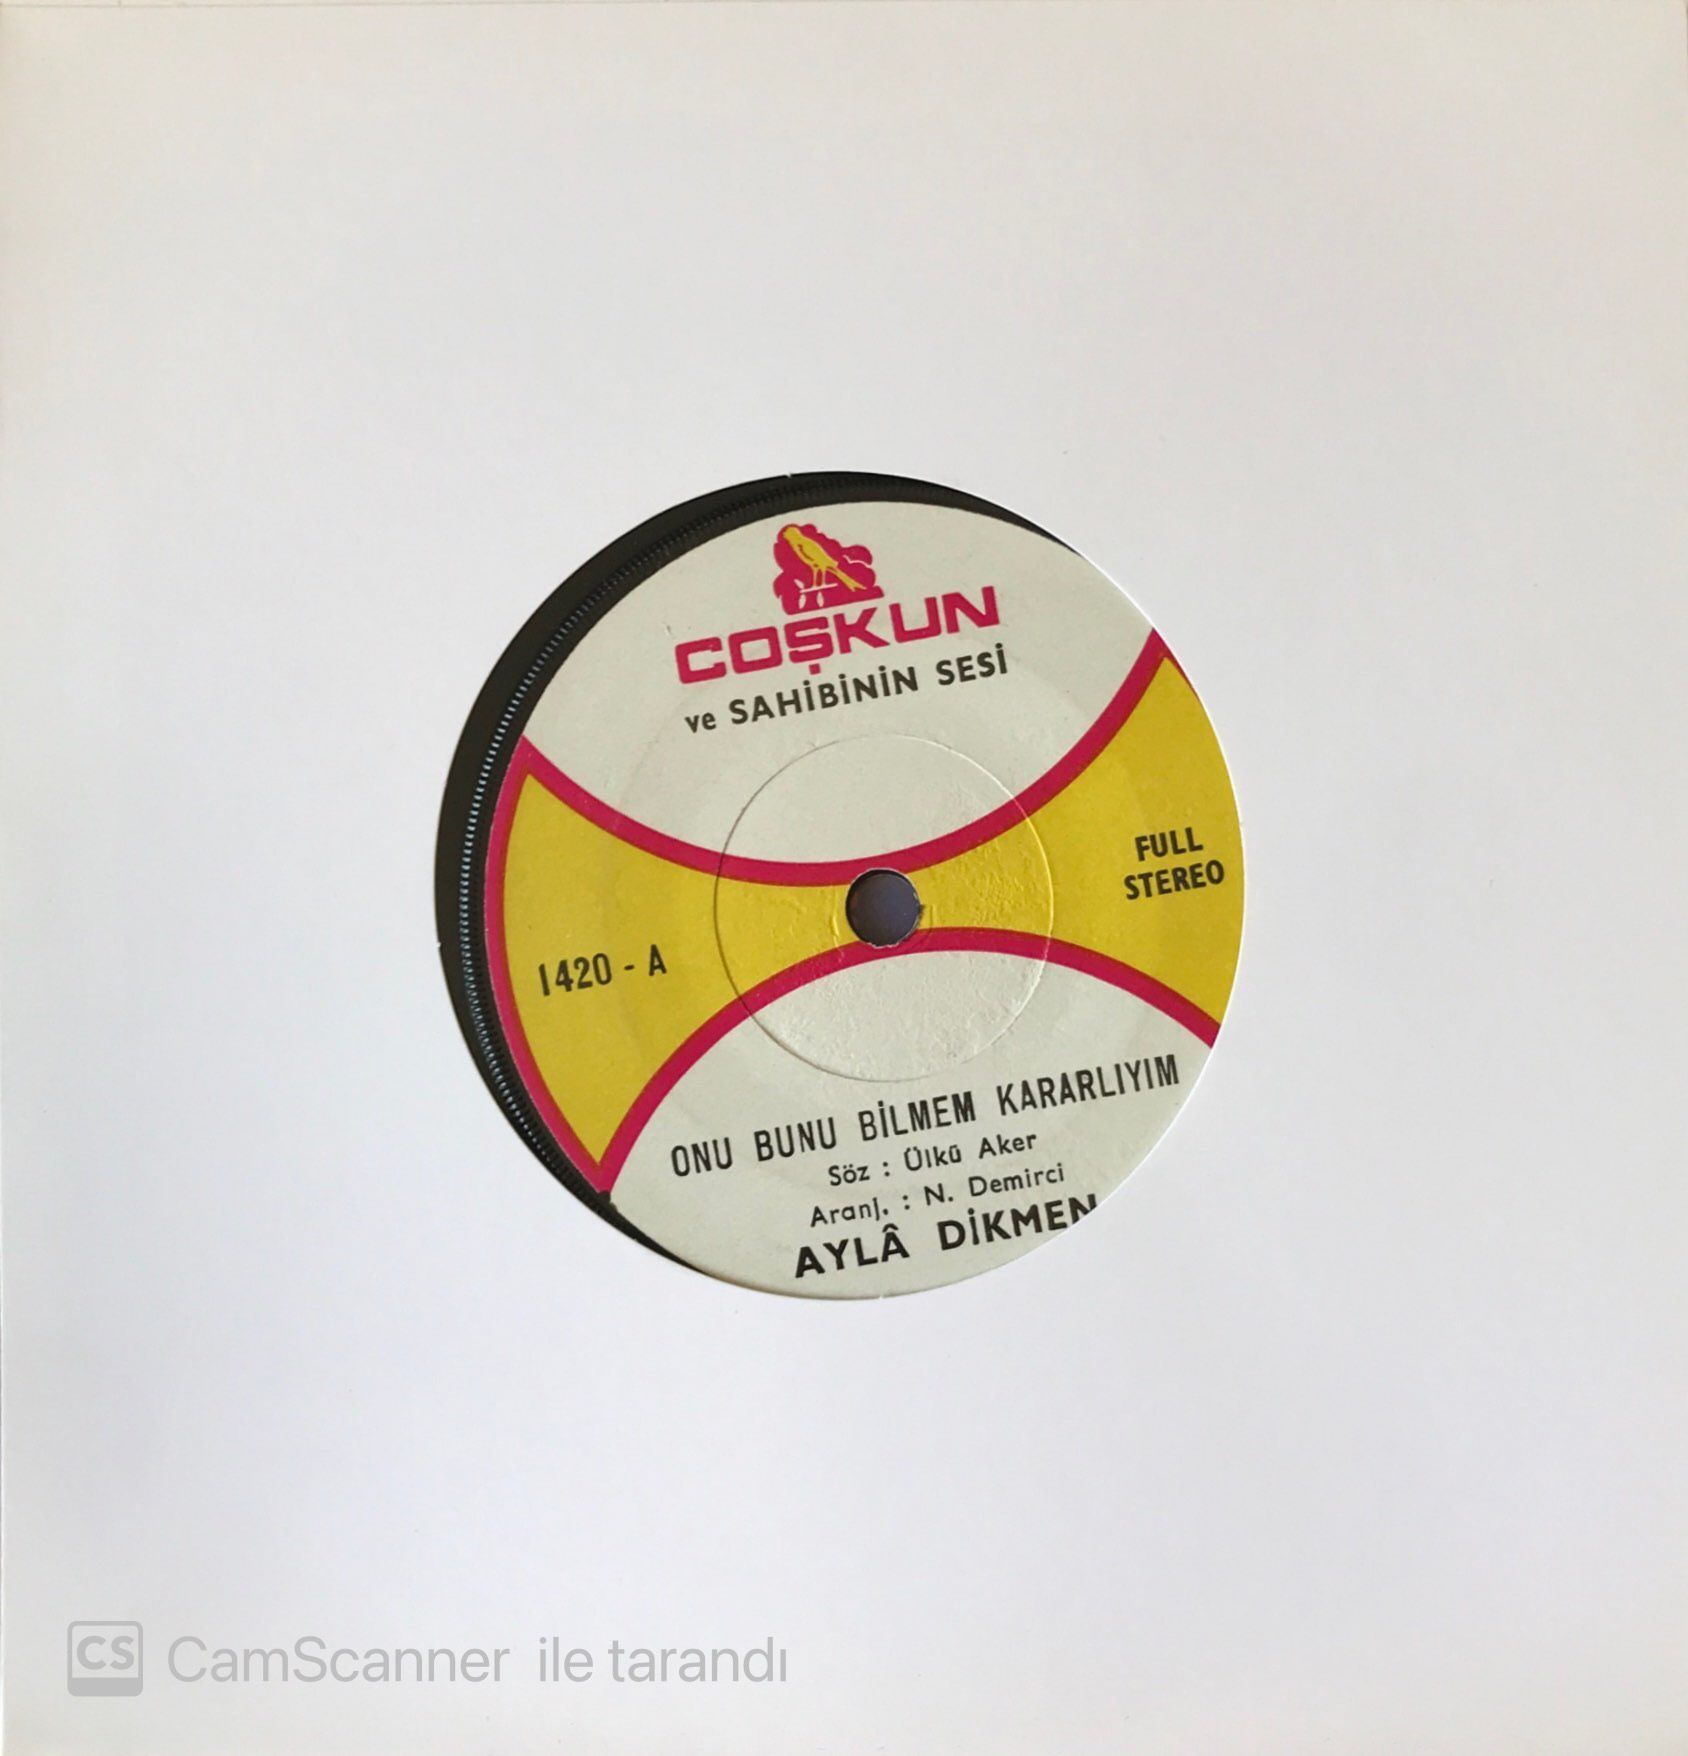 COŞKUN
ve SAHİBİNİN SESİ
FULL
STEREO
1420 - A
ONU BUNU BİLMEM KARARLIYIM
Söz : Ülkü Aker
Aranj. : N. Demirci
AYLÂ DİKMEN
CS CamScanner ile tarandı